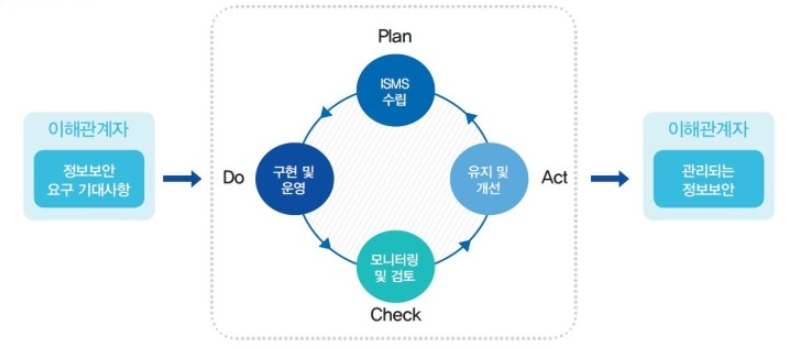 Plan
ISMS
수립
이해관계자
정보보안
요구 기대사항
Do
구현 및
운영
유지 및
개선
Act
이해관계자
관리되는
정보보안
모니터링
및 검토
Check